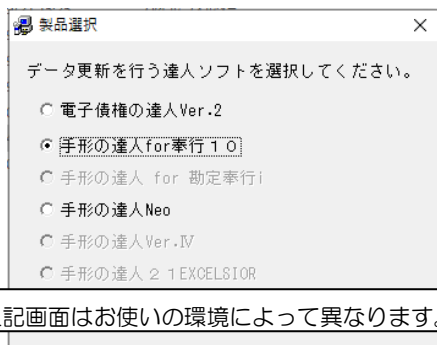 製品選択
データ更新を行う達人ソフトを選択してください。
電子債権の達人Ver.2
手形の達人for奉行10
手形の達人 for 勘定奉行i
手形の達人Neo
手形の達人Ver.Ⅳ
手形の達人21EXCELSIOR
記画面はお使いの環境によって異なります。